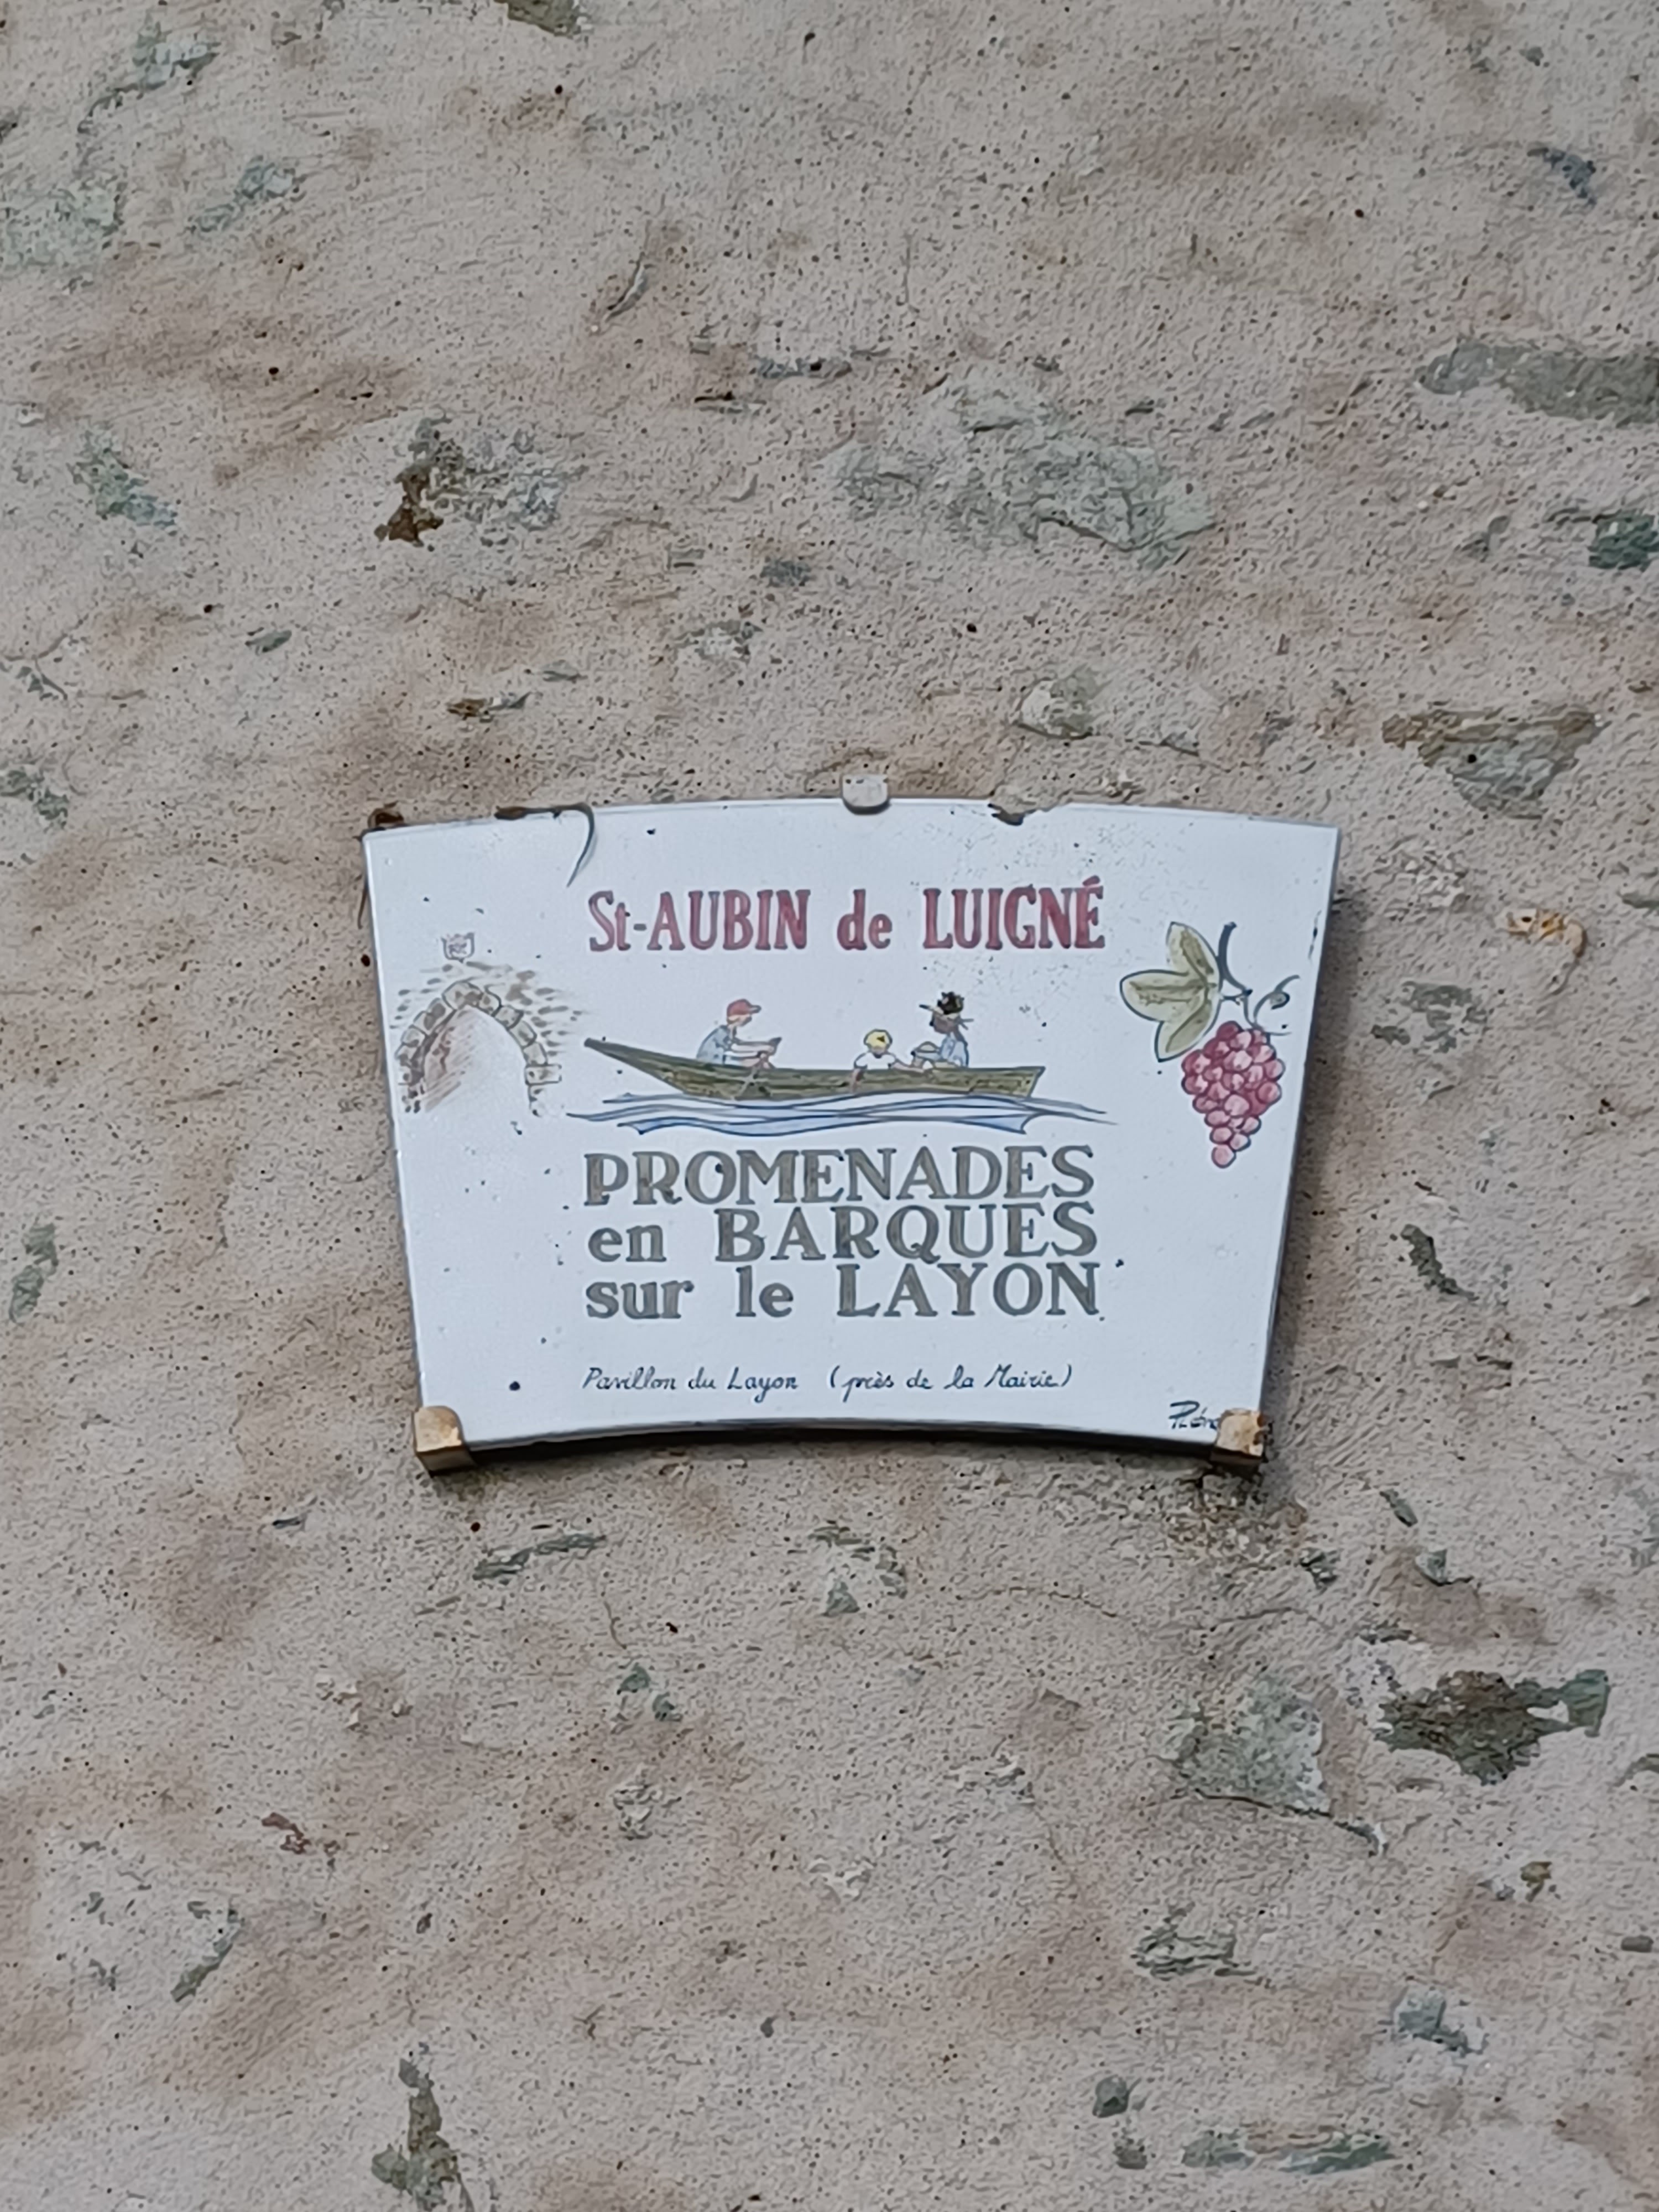 St-AUBIN de LUIGNÉ
PROMENADES
en BARQUES
sur le LAYON
Pavillon du Layon (près de la Mairie)